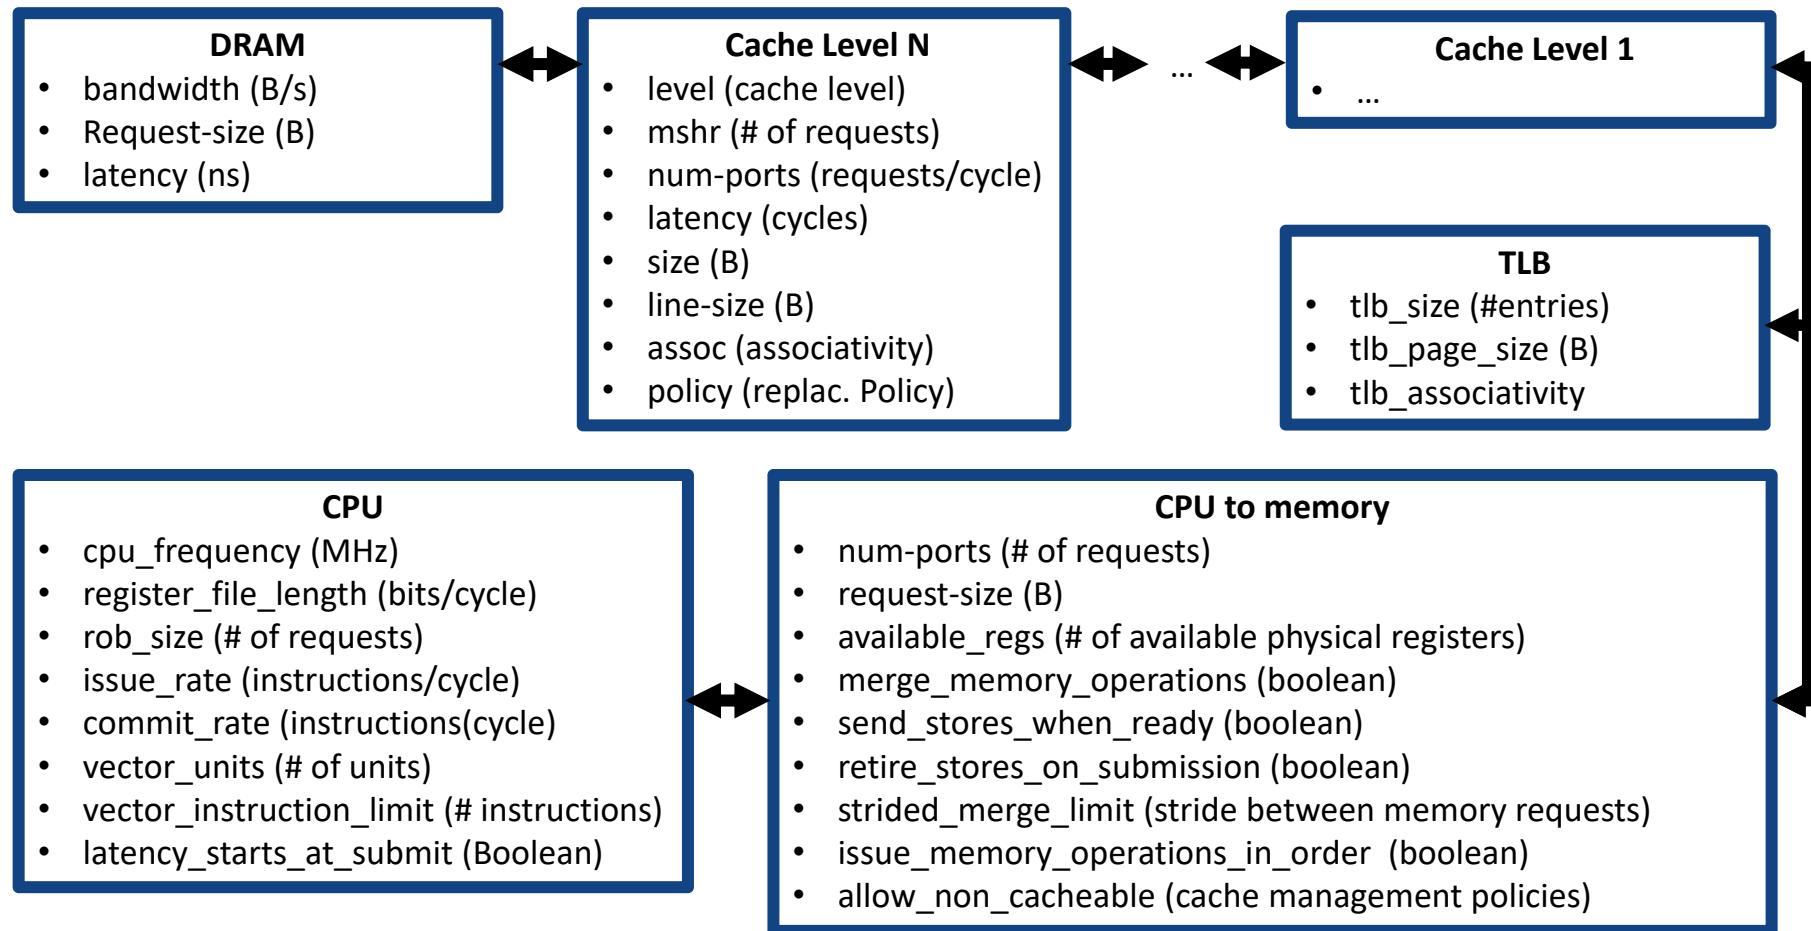 DRAM
• bandwidth (B/s)
• Request-size (B)
• latency (ns)
Cache Level N
• level (cache level)
• mshr (# of requests)
• num-ports (requests/cycle)
• latency (cycles)
• size (B)
• line-size (B)
• assoc (associativity)
• policy (replac. Policy)
...
Cache Level 1
• ...
TLB
• tlb_size (#entries)
• tlb_page_size (B)
• tlb_associativity
CPU
• cpu_frequency (MHz)
• register_file_length (bits/cycle)
• rob_size (# of requests)
• issue_rate (instructions/cycle)
• commit_rate (instructions(cycle)
• vector_units (# of units)
• vector_instruction_limit (# instructions)
• latency_starts_at_submit (Boolean)
CPU to memory
• num-ports (# of requests)
• request-size (B)
• available_regs (# of available physical registers)
• merge_memory_operations (boolean)
• send_stores_when_ready (boolean)
• retire_stores_on_submission (boolean)
• strided_merge_limit (stride between memory requests)
• issue_memory_operations_in_order (boolean)
• allow_non_cacheable (cache management policies)